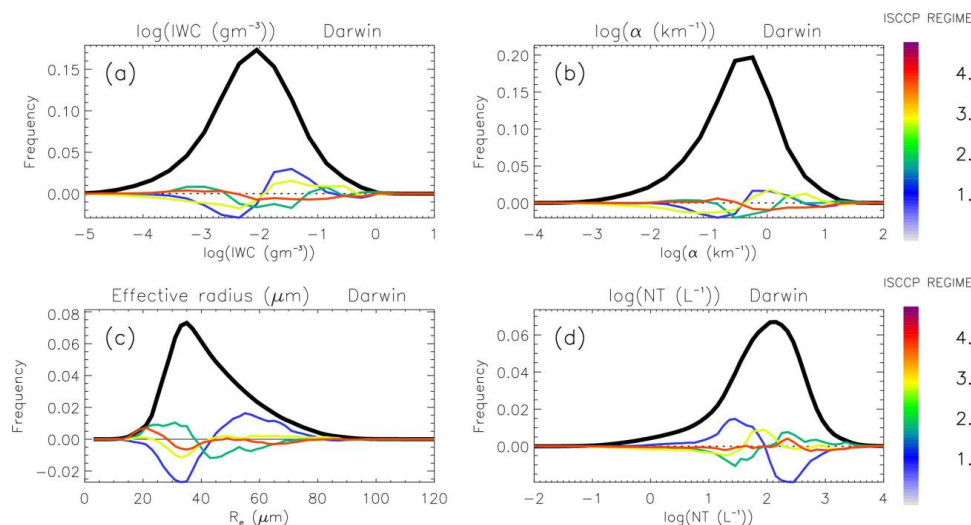 log(IWC (gm⁻³)) Darwin
(a)
Frequency
0.15
0.10
0.05
0.00
-5 -4 -3 -2 -1 0 1
log(IWC (gm⁻³)
log(α (km⁻¹) Darwin
(b)
Frequency
0.20
0.15
0.10
0.05
0.00
-4 -3 -2 -1 0 1 2
log(α (km⁻¹)
ISCCP REGIME
4.
3.
2.
1.
Effective radius (μm) Darwin
(c)
Frequency
0.08
0.06
0.04
0.02
0.00
-0.02
0 20 40 60 80 100 120
Rₑ (μm)
log(NT (L⁻¹) Darwin
(d)
Frequency
0.06
0.04
0.02
0.00
-2 -1 0 1 2 3 4
log(NT (L⁻¹)
ISCCP REGIME
4.
3.
2.
1.